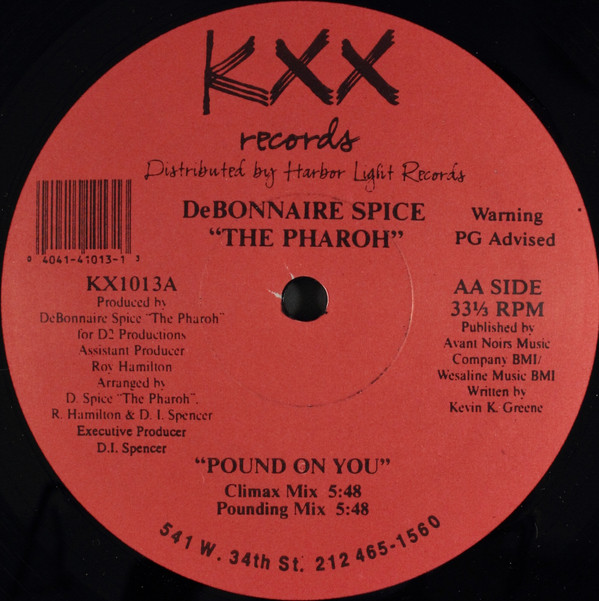 KXX
records
Distributed by Harbor Light Records
DeBONNAIRE SPICE
"THE PHAROH"
Warning
PG Advised
0 4041-41013-1 3
KX1013A
Produced by
DeBonnaire Spice "The Pharoh"
for D2 Productions
Assistant Producer
Roy Hamilton
Arranged by
D. Spice "The Pharoh",
R. Hamilton & D. I. Spencer
Executive Producer
D.I. Spencer
AA SIDE
33⅓ RPM
Published by
Avant Noirs Music
Company BMI/
Wesaline Music BMI
Written by
Kevin K. Greene
"POUND ON YOU"
Climax Mix 5:48
Pounding Mix 5:48
541 W. 34th St. 212 465-1560